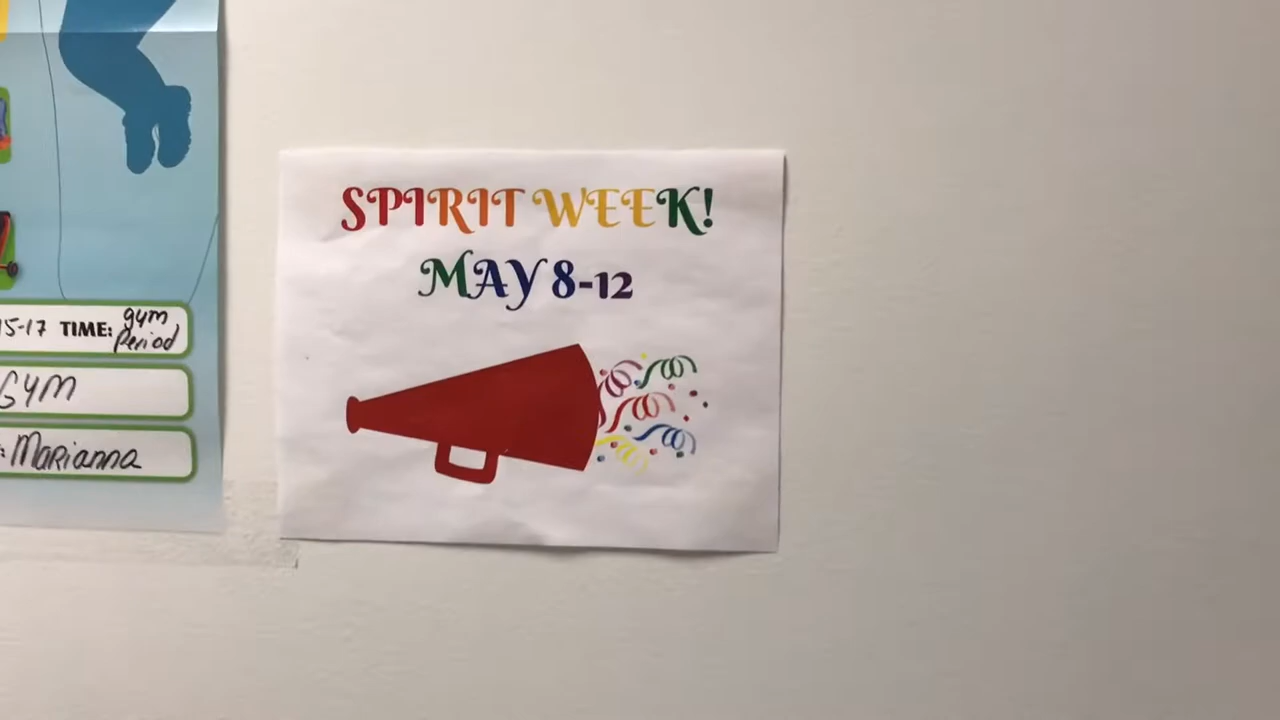 SPIRIT WEEK!
MAY 8-12
15-17 TIME: gym Period
GYM
: Marianna